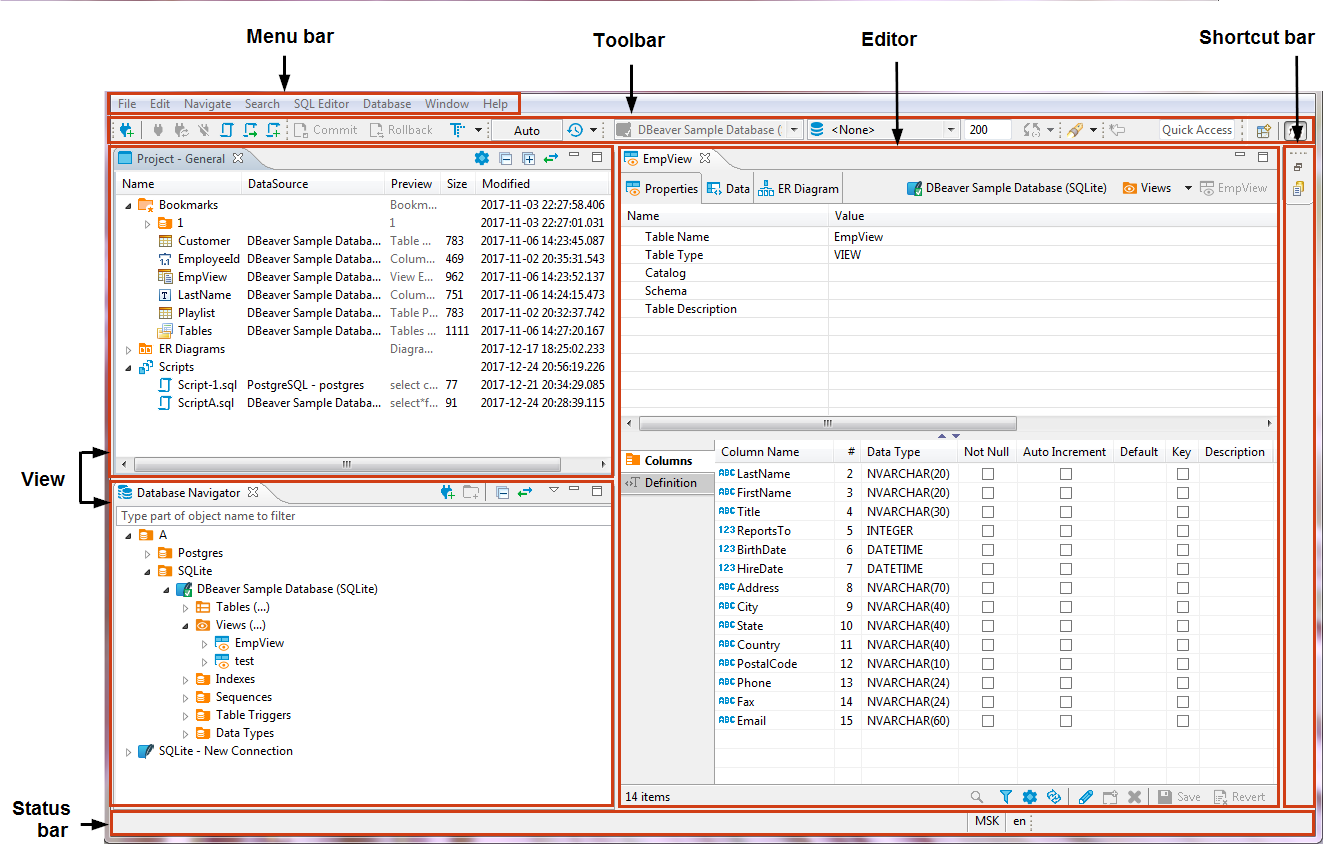 Menu bar
Toolbar
Editor
Shortcut bar
File Edit Navigate Search SQL Editor Database Window Help
Commit Rollback Auto DBeaver Sample Database ( <None> 200 Quick Access
Project - General
Name DataSource Preview Size Modified
Bookmarks Bookm... 2017-11-03 22:27:58.406
1 1 2017-11-03 22:27:01.031
Customer DBeaver Sample Databa... Table ... 783 2017-11-06 14:23:45.087
EmployeeId DBeaver Sample Databa... Colum... 469 2017-11-02 20:35:31.543
EmpView DBeaver Sample Databa... View E... 962 2017-11-06 14:23:52.137
LastName DBeaver Sample Databa... Colum... 751 2017-11-06 14:24:15.473
Playlist DBeaver Sample Databa... Table P... 783 2017-11-02 20:32:37.742
Tables DBeaver Sample Databa... Tables ... 1111 2017-11-06 14:27:20.167
ER Diagrams Diagra... 2017-12-17 18:25:02.233
Scripts 2017-12-24 20:56:19.226
Script-1.sql PostgreSQL - postgres select c... 77 2017-12-21 20:34:29.085
ScriptA.sql DBeaver Sample Databa... select*f... 91 2017-12-24 20:28:39.115
View
Database Navigator
Type part of object name to filter
A
Postgres
SQLite
DBeaver Sample Database (SQLite)
Tables (...)
Views (...)
EmpView
test
Indexes
Sequences
Table Triggers
Data Types
SQLite - New Connection
EmpView
Properties Data ER Diagram DBeaver Sample Database (SQLite) Views EmpView
Name Value
Table Name EmpView
Table Type VIEW
Catalog
Schema
Table Description
Columns
Definition
Column Name # Data Type Not Null Auto Increment Default Key Description
ABC LastName 2 NVARCHAR(20)
ABC FirstName 3 NVARCHAR(20)
ABC Title 4 NVARCHAR(30)
123 ReportsTo 5 INTEGER
123 BirthDate 6 DATETIME
123 HireDate 7 DATETIME
ABC Address 8 NVARCHAR(70)
ABC City 9 NVARCHAR(40)
ABC State 10 NVARCHAR(40)
ABC Country 11 NVARCHAR(40)
ABC PostalCode 12 NVARCHAR(10)
ABC Phone 13 NVARCHAR(24)
ABC Fax 14 NVARCHAR(24)
ABC Email 15 NVARCHAR(60)
14 items Save Revert
Status
bar
MSK en